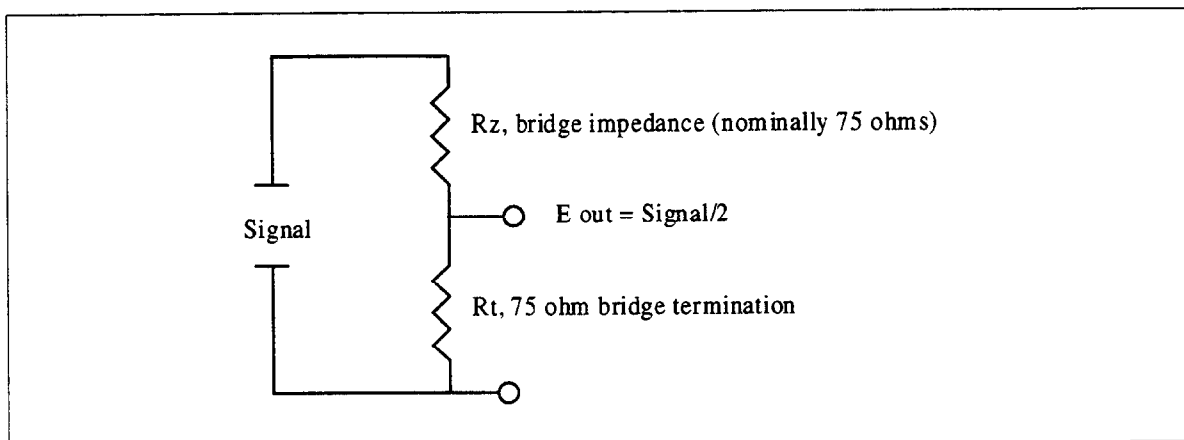 Rz, bridge impedance (nominally 75 ohms)
E out = Signal/2
Signal
Rt, 75 ohm bridge termination